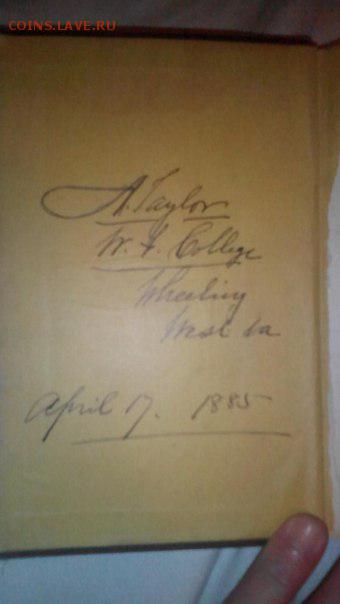 COINS.LAVE.RU
A. Taylor
W. F. College
Wheeling
West Va
April 17. 1885